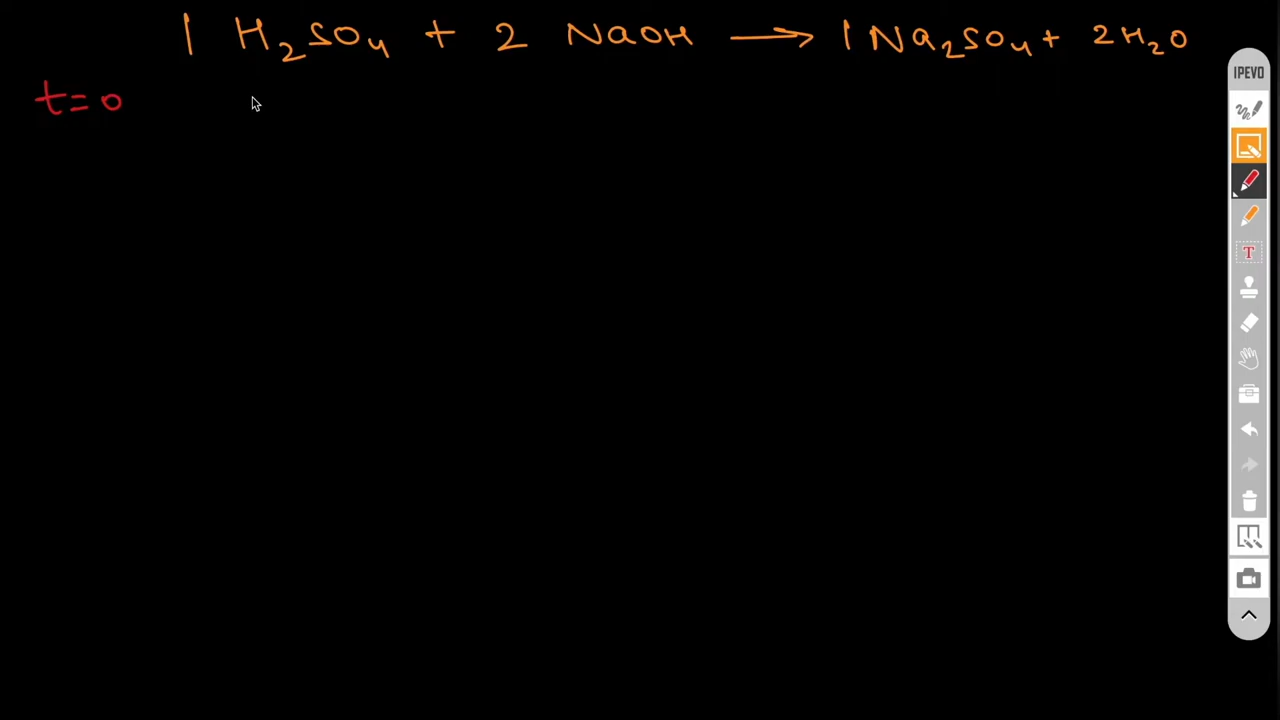 1 H₂SO₄ + 2 NaOH ⟶ 1 Na₂SO₄ + 2H₂O
t=0
IPEVO
T